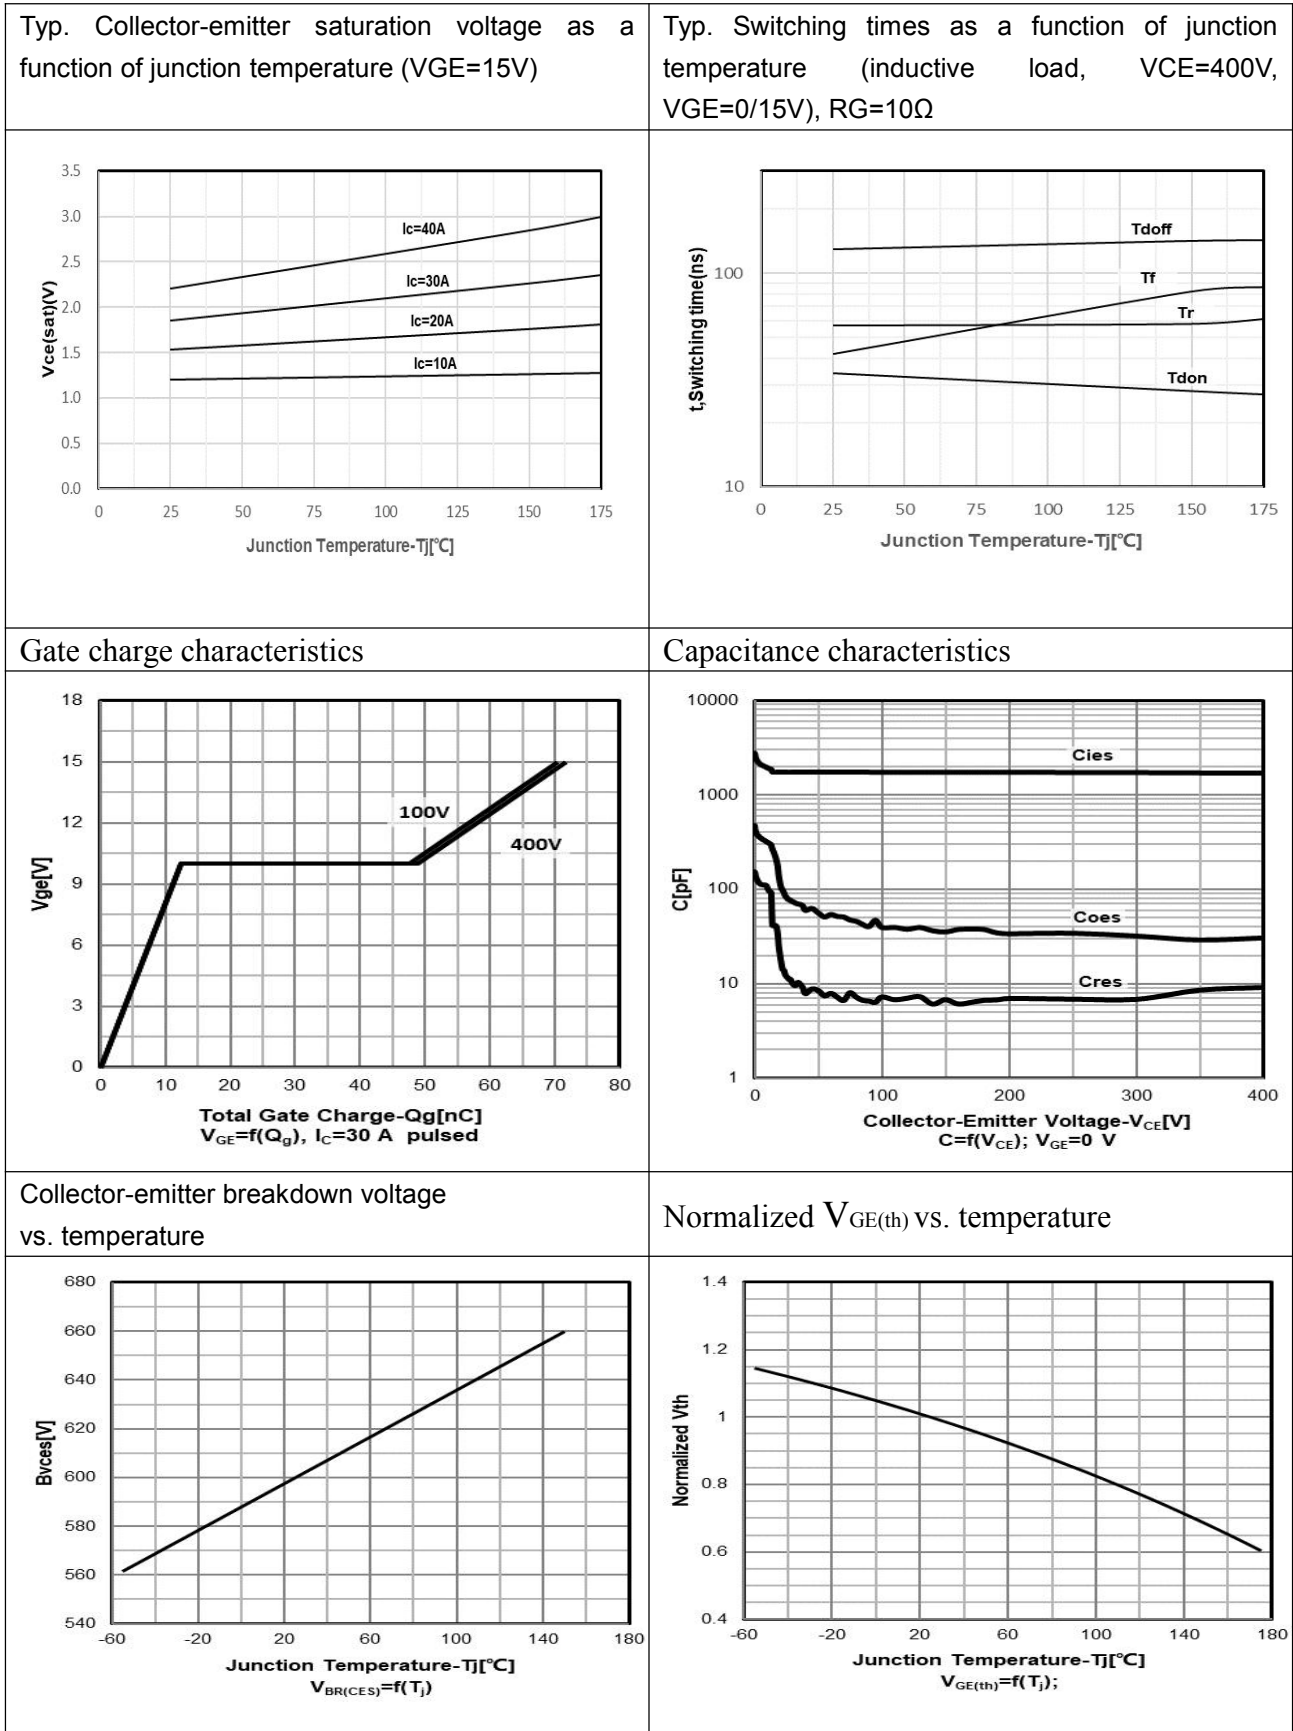 Typ. Collector-emitter saturation voltage as a
function of junction temperature (VGE=15V)
Typ. Switching times as a function of junction
temperature (inductive load, VCE=400V,
VGE=0/15V), RG=10Ω
3.5
3.0
2.5
2.0
1.5
1.0
0.5
0.0
Vce(sat)(V)
Ic=40A
Ic=30A
Ic=20A
Ic=10A
0 25 50 75 100 125 150 175
Junction Temperature-Tj[℃]
100
10
t,Switching time(ns)
Tdoff
Tf
Tr
Tdon
0 25 50 75 100 125 150 175
Junction Temperature-Tj[℃]
Gate charge characteristics
Capacitance characteristics
18
15
12
9
6
3
0
Vge[V]
100V
400V
0 10 20 30 40 50 60 70 80
Total Gate Charge-Qg[nC]
VGE=f(Qg), IC=30 A pulsed
10000
1000
100
10
1
C[pF]
Cies
Coes
Cres
0 100 200 300 400
Collector-Emitter Voltage-VCE[V]
C=f(VCE); VGE=0 V
Collector-emitter breakdown voltage
vs. temperature
Normalized VGE(th) vs. temperature
680
660
640
620
600
580
560
540
Bvces[V]
-60 -20 20 60 100 140 180
Junction Temperature-Tj[℃]
VBR(CES)=f(Tj)
1.4
1.2
1
0.8
0.6
0.4
Normalized Vth
-60 -20 20 60 100 140 180
Junction Temperature-Tj[℃]
VGE(th)=f(Tj);